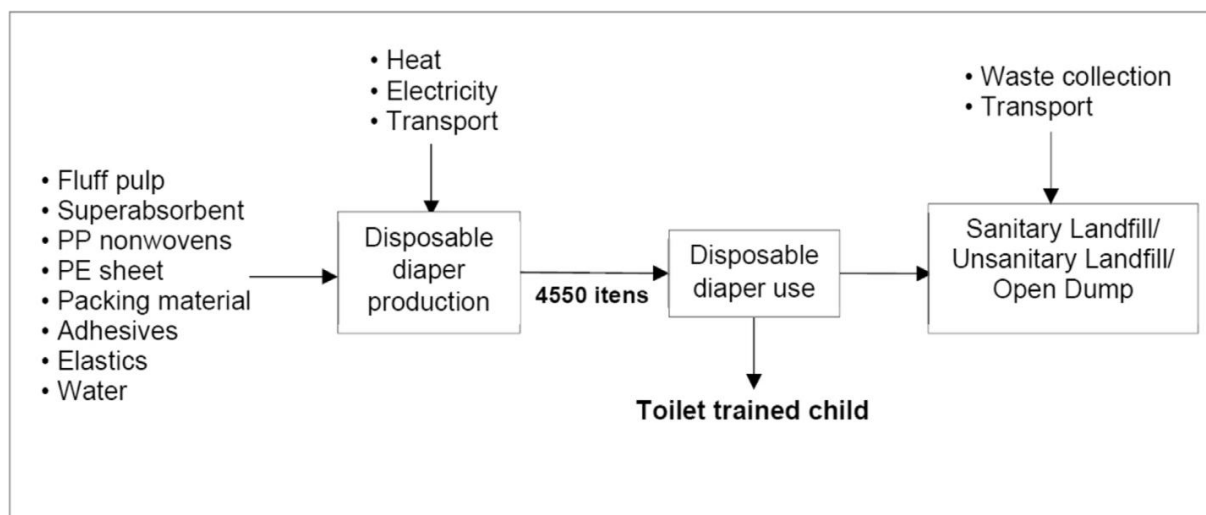 • Heat
• Electricity
• Transport
• Waste collection
• Transport
• Fluff pulp
• Superabsorbent
• PP nonwovens
• PE sheet
• Packing material
• Adhesives
• Elastics
• Water
Disposable
diaper
production
4550 itens
Disposable
diaper use
Sanitary Landfill/
Unsanitary Landfill/
Open Dump
Toilet trained child